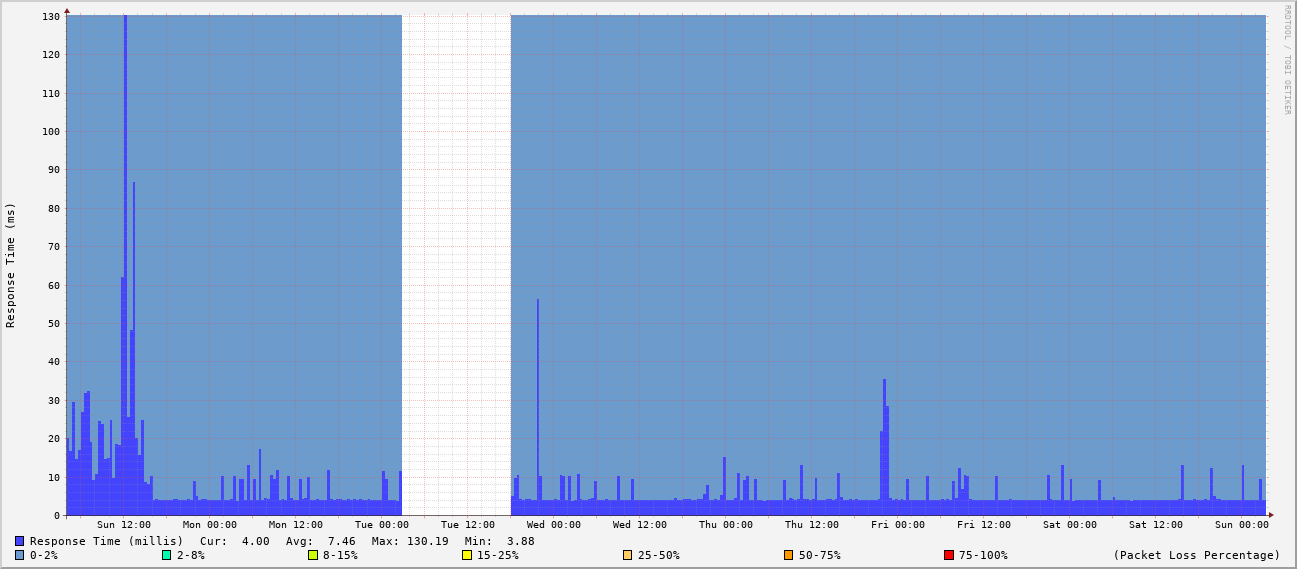 RRDTOOL / TOBI OETIKER
Response Time (ms)
130
120
110
100
90
80
70
60
50
40
30
20
10
0
Sun 12:00 Mon 00:00 Mon 12:00 Tue 00:00 Tue 12:00 Wed 00:00 Wed 12:00 Thu 00:00 Thu 12:00 Fri 00:00 Fri 12:00 Sat 00:00 Sat 12:00 Sun 00:00
Response Time (millis) Cur: 4.00 Avg: 7.46 Max: 130.19 Min: 3.88
0-2% 2-8% 8-15% 15-25% 25-50% 50-75% 75-100% (Packet Loss Percentage)